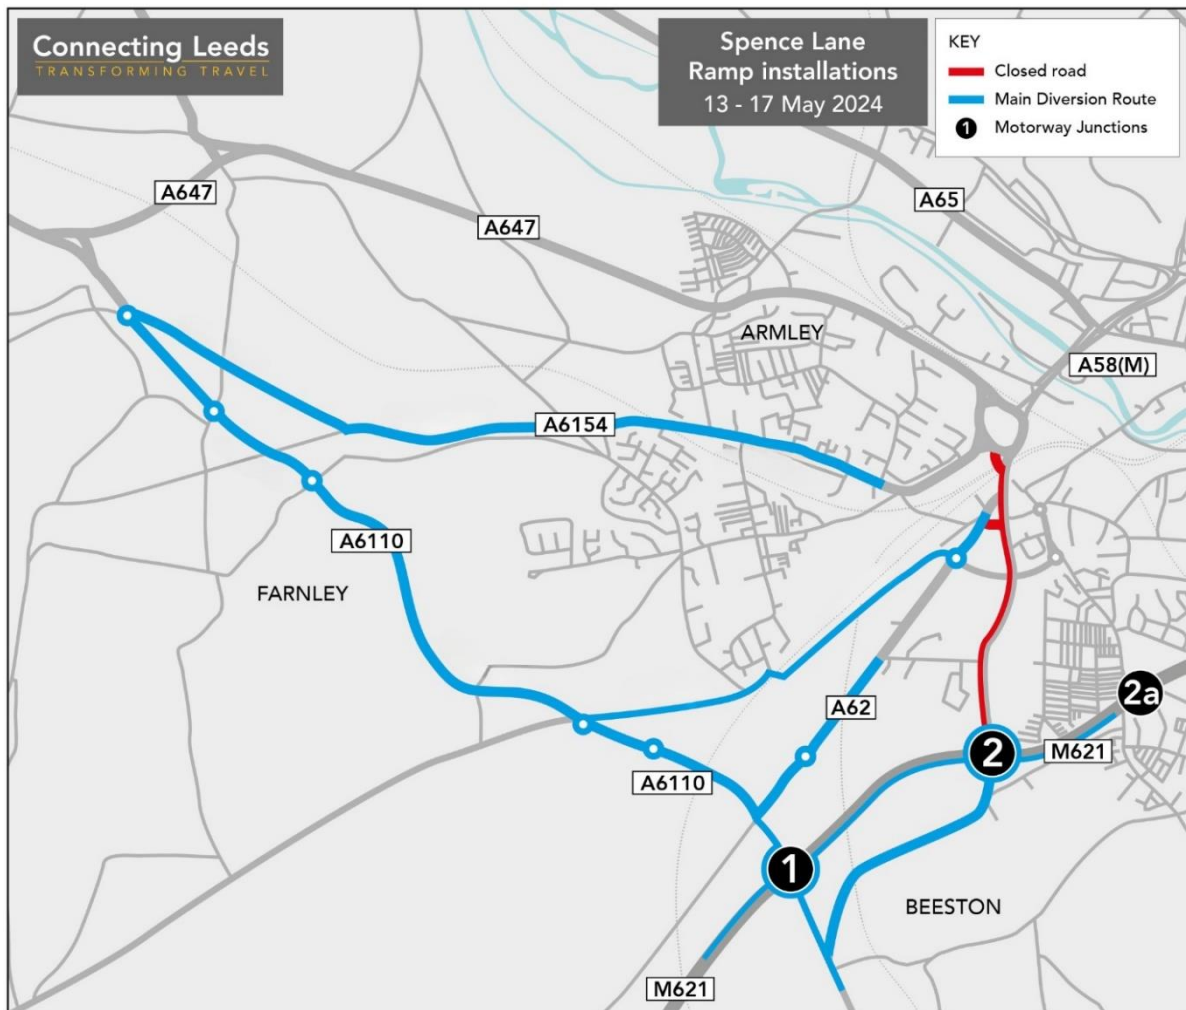 Connecting Leeds
TRANSFORMING TRAVEL
Spence Lane
Ramp installations
13 - 17 May 2024
KEY
Closed road
Main Diversion Route
1 Motorway Junctions
A647
A647
A65
ARMLEY
A58(M)
A6154
A6110
FARNLEY
2a
A62
2
M621
A6110
1
BEESTON
M621